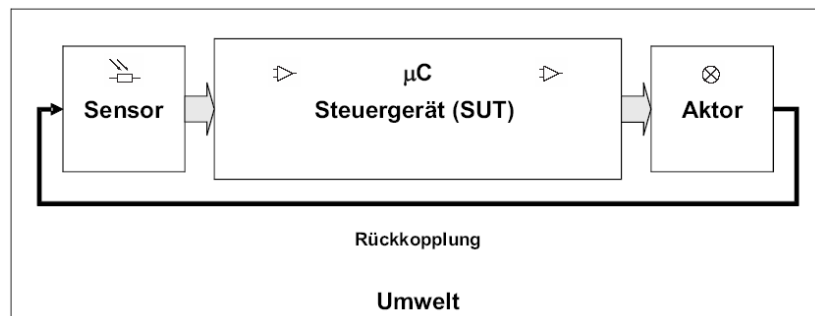 μC
Sensor
Steuergerät (SUT)
Aktor
Rückkopplung
Umwelt